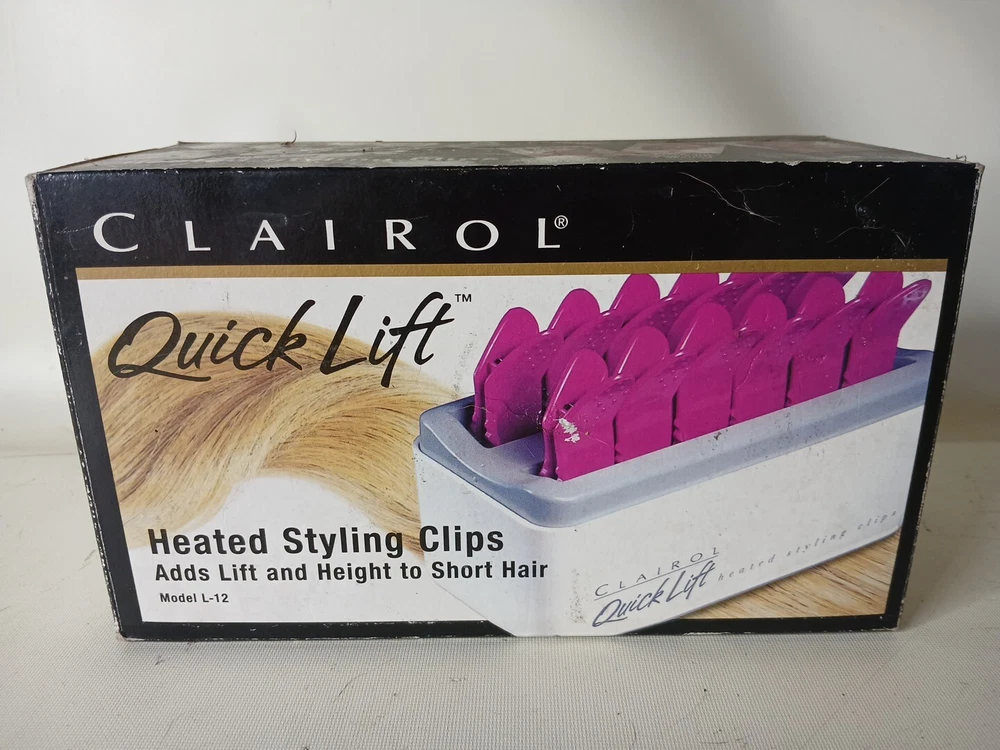 CLAIROL®
Quick Lift™
Heated Styling Clips
Adds Lift and Height to Short Hair
Model L-12
CLAIROL
Quick Lift heated styling clips